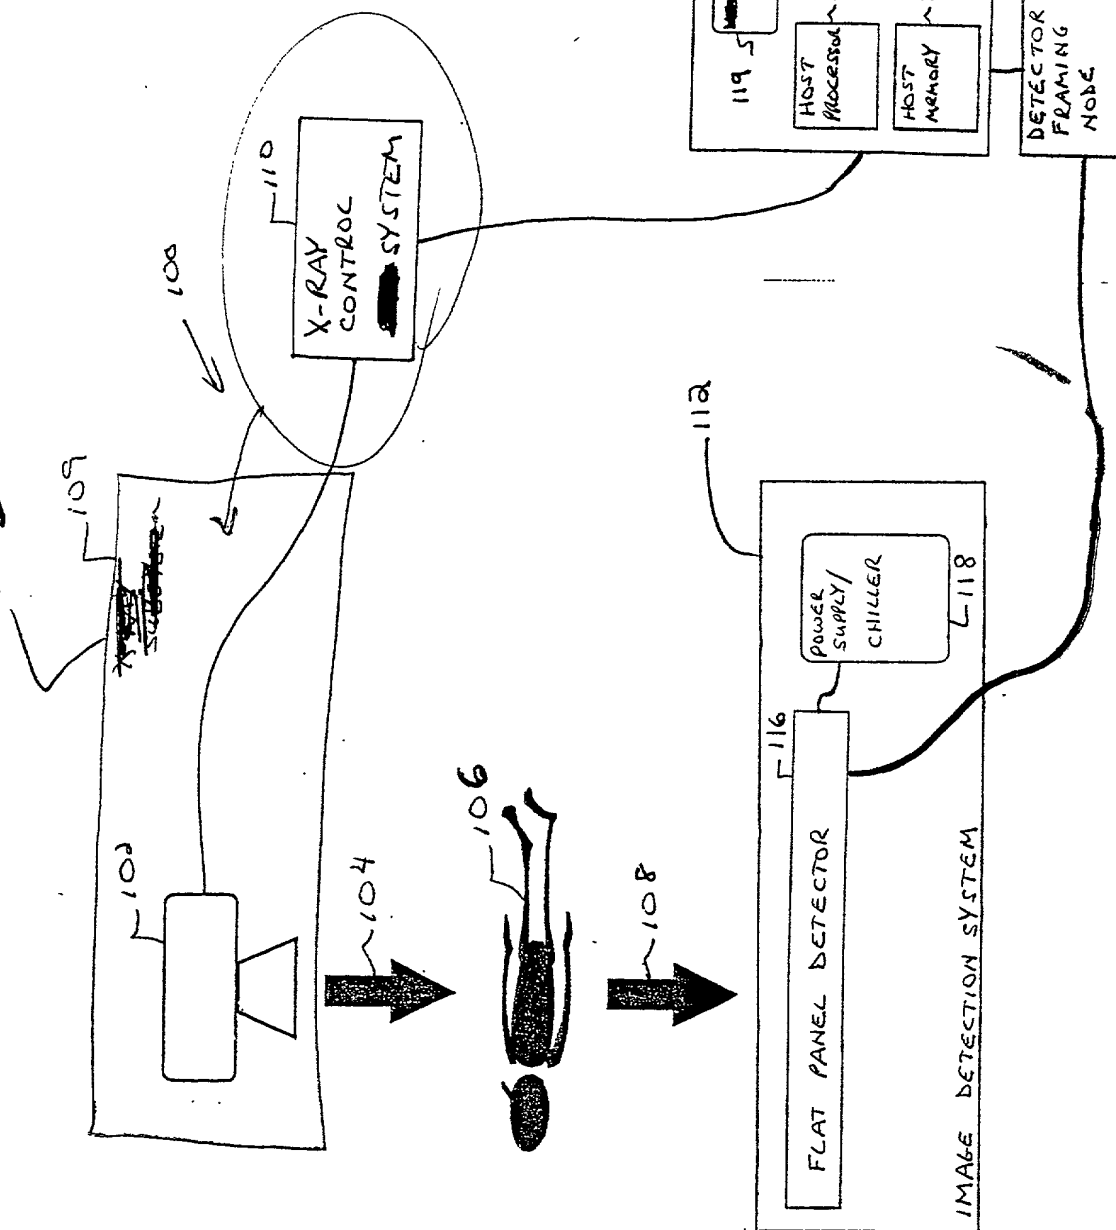 119
HOST
PROCESSOR
HOST
MEMORY
DETECTOR
FRAMING
NODE
110
X-RAY
CONTROL
SYSTEM
100
109
102
104
106
108
112
116
FLAT PANEL DETECTOR
POWER
SUPPLY/
CHILLER
118
IMAGE DETECTION SYSTEM